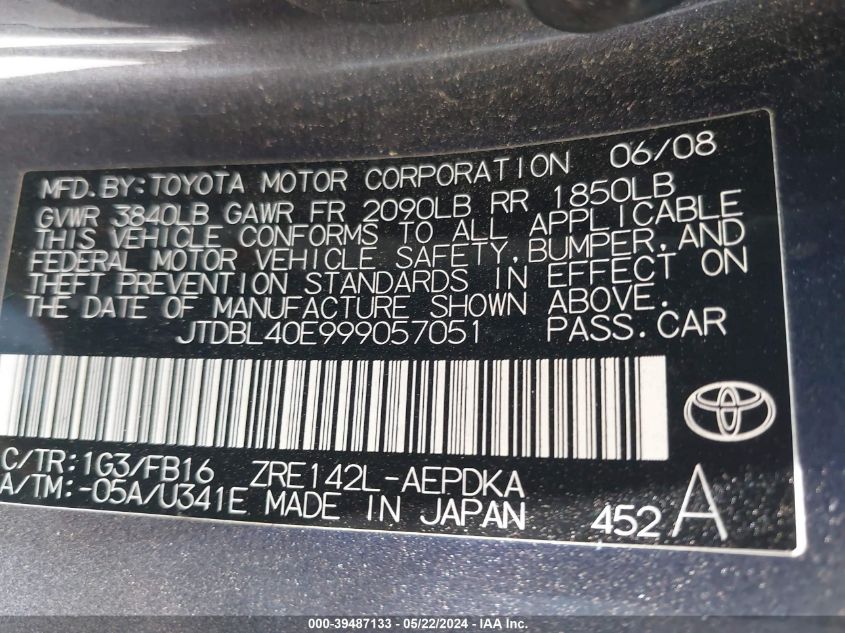 MFD. BY: TOYOTA MOTOR CORPORATION 06/08
GVWR 3840LB GAWR FR 2090LB RR 1850LB
THIS VEHICLE CONFORMS TO ALL APPLICABLE
FEDERAL MOTOR VEHICLE SAFETY, BUMPER, AND
THEFT PREVENTION STANDARDS IN EFFECT ON
THE DATE OF MANUFACTURE SHOWN ABOVE.
JTDBL40E999057051 PASS. CAR
C/TR: 1G3/FB16 ZRE142L-AEPDKA
A/TM: -05A/U341E MADE IN JAPAN 452 A
000-39487133 - 05/22/2024 - IAA Inc.